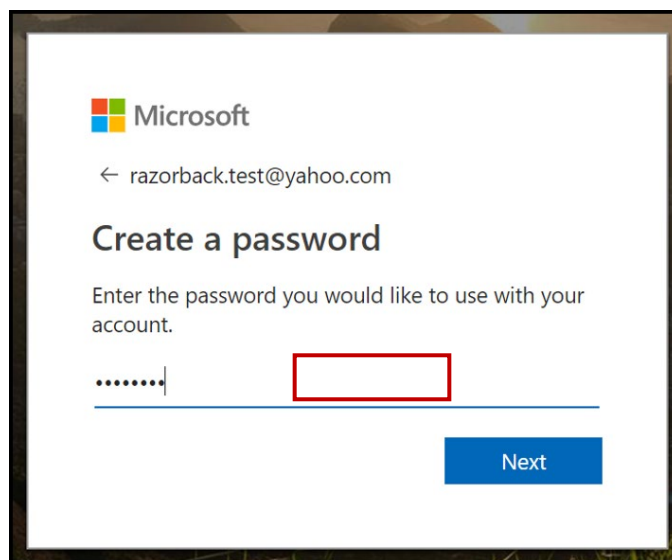 Microsoft
← razorback.test@yahoo.com
Create a password
Enter the password you would like to use with your
account.
••••••••
Next